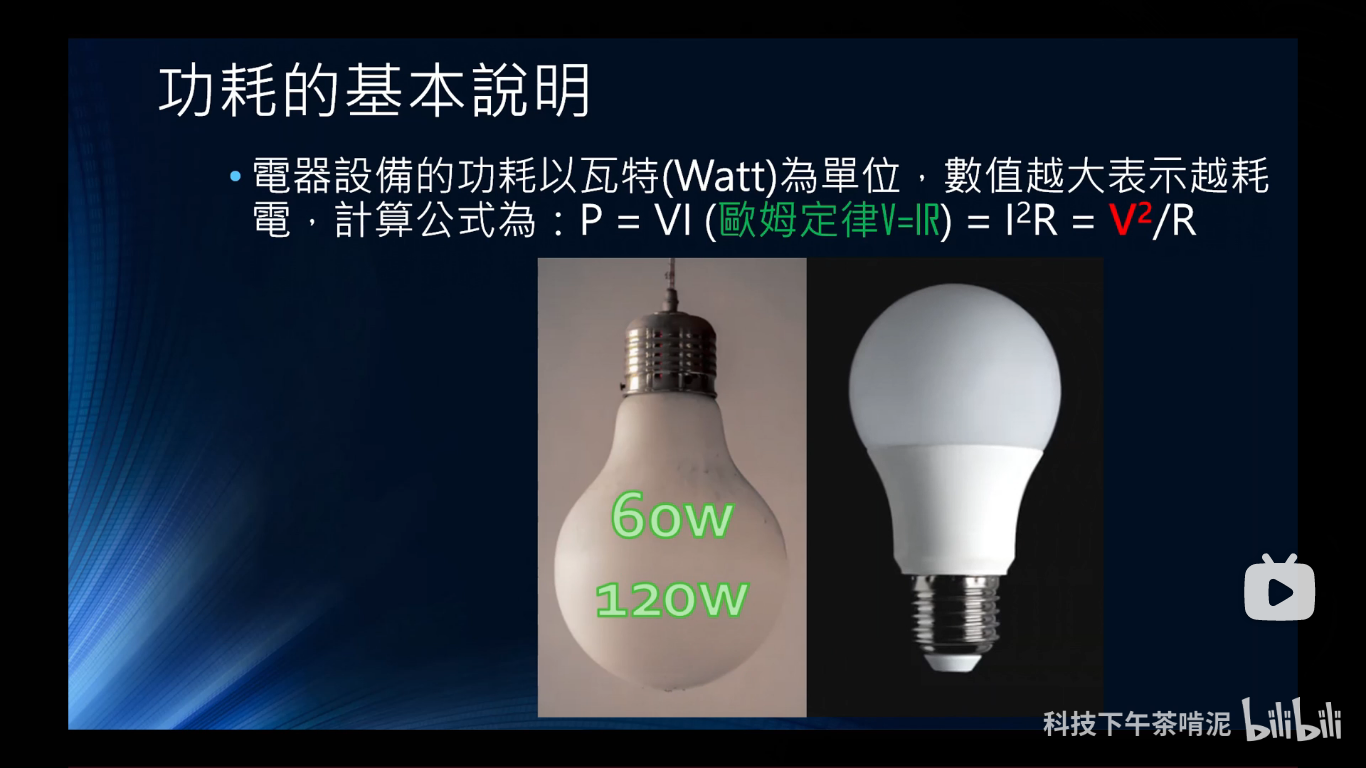 功耗的基本說明
• 電器設備的功耗以瓦特(Watt)為單位，數值越大表示越耗
電，計算公式為：P = VI (歐姆定律V=IR) = I²R = V²/R
60W
120W
科技下午茶啃泥 bilibili